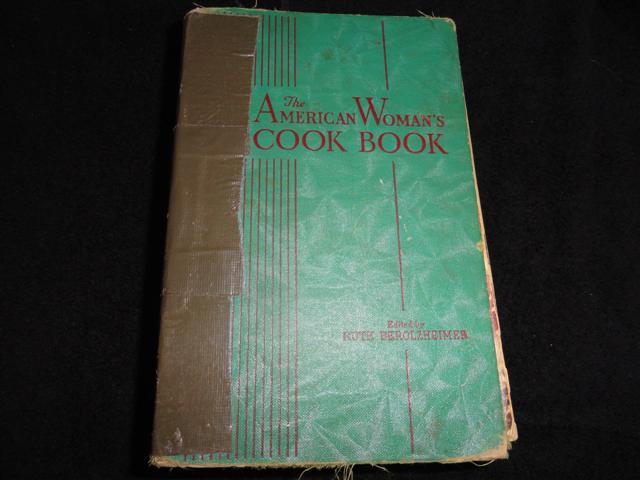 The
AMERICAN WOMAN'S
COOK BOOK
Edited by
RUTH BEROLZHEIMER